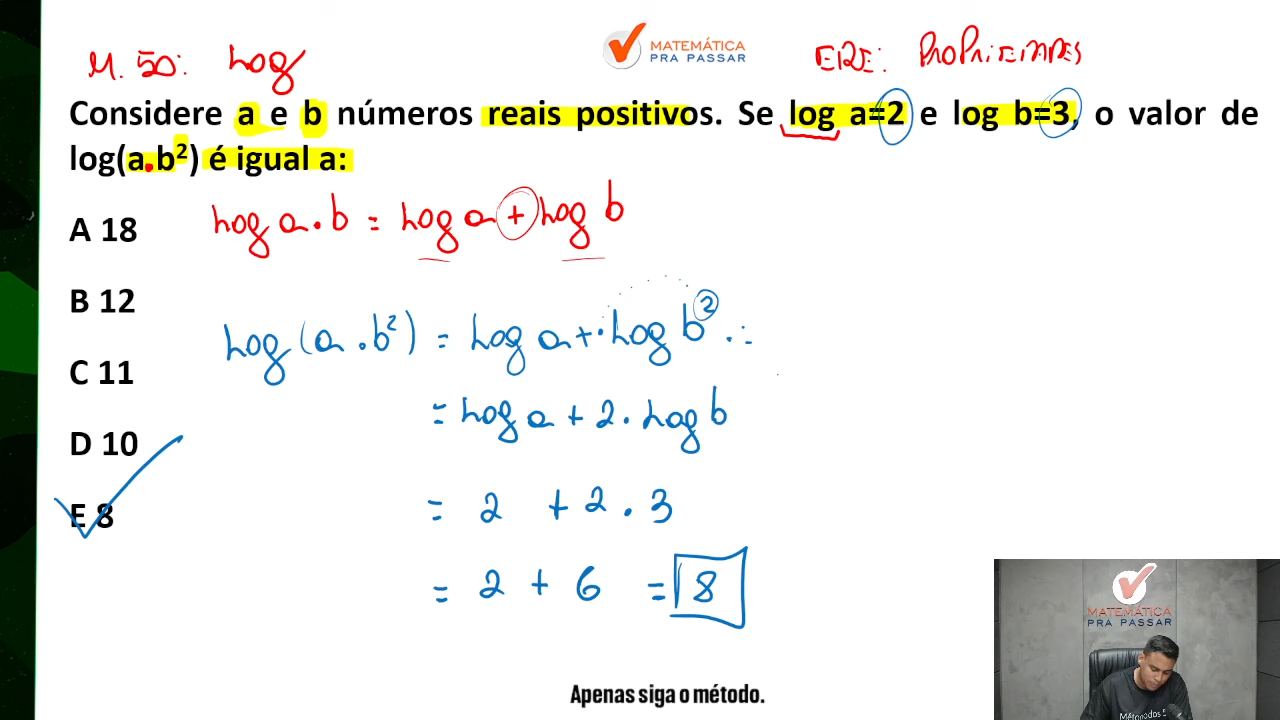 M. 50: Log
MATEMÁTICA
PRA PASSAR
ERE: PROPRIEDADES
Considere a e b números reais positivos. Se log a=2 e log b=3, o valor de
log(a.b²) é igual a:
A 18
log a.b = log a + log b
B 12
log(a.b²) = log a + log b² ∴
C 11
= log a + 2. log b
D 10
E 8
= 2 + 2 . 3
= 2 + 6 = 8
MATEMÁTICA
PRA PASSAR
Apenas siga o método.